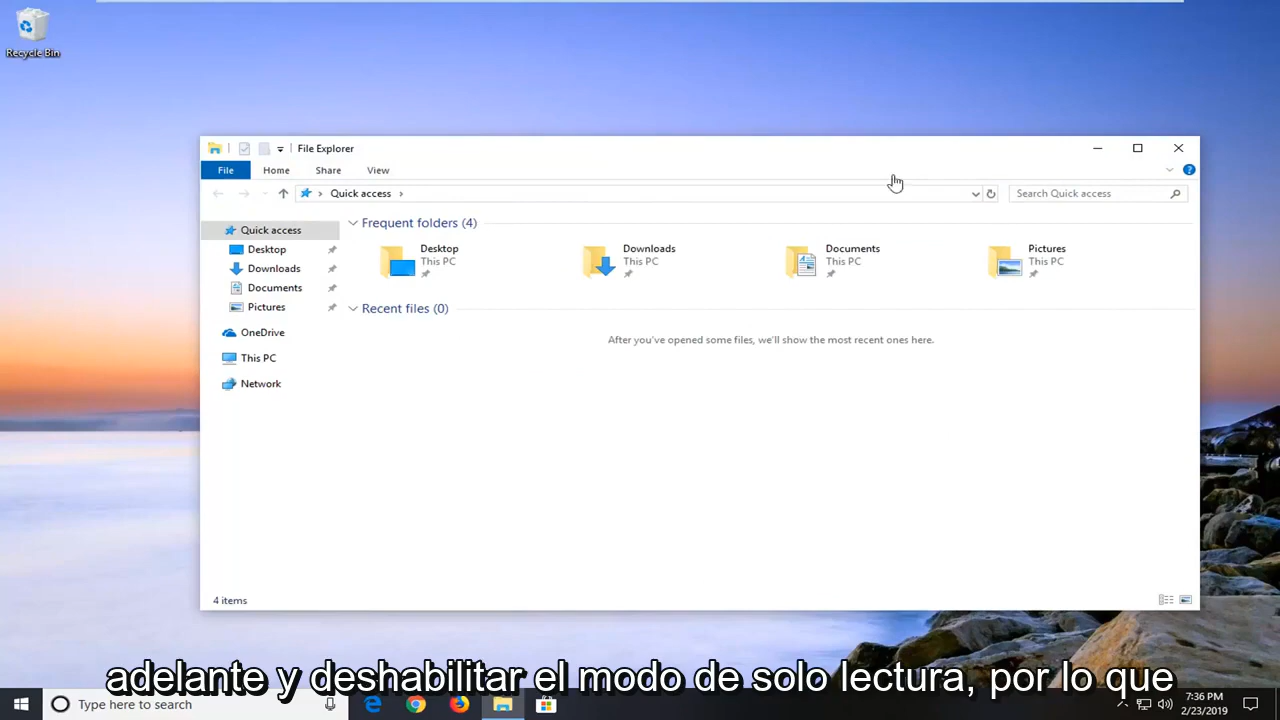 Recycle Bin
File Explorer
File Home Share View
Quick access
Search Quick access
Quick access
Desktop
Downloads
Documents
Pictures
OneDrive
This PC
Network
Frequent folders (4)
Desktop
This PC
Downloads
This PC
Documents
This PC
Pictures
This PC
Recent files (0)
After you've opened some files, we'll show the most recent ones here.
4 items
adelante y deshabilitar el modo de solo lectura, por lo que
Type here to search
7:36 PM
2/23/2019